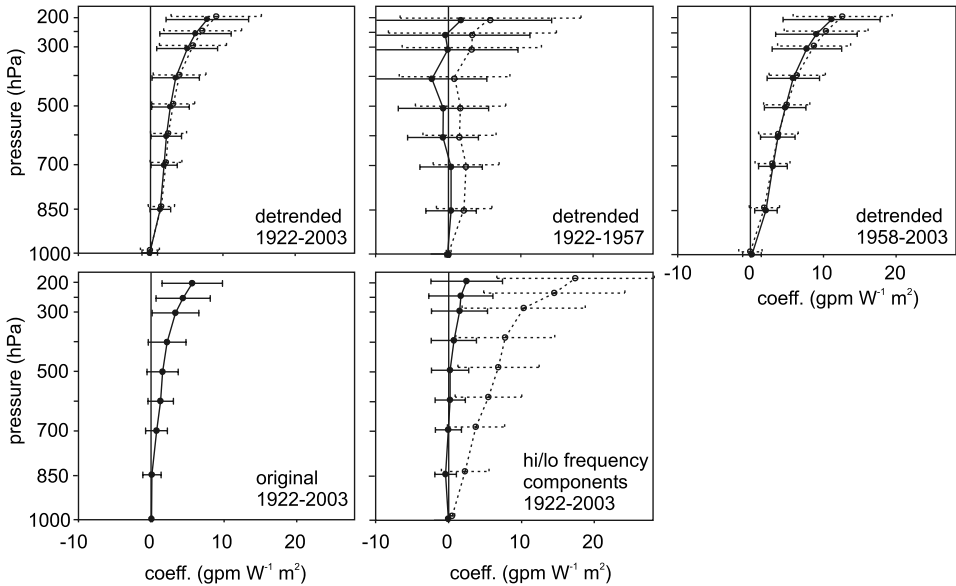 pressure (hPa)
200
300
400
500
700
850
1000
detrended
1922-2003
detrended
1922-1957
detrended
1958-2003
-10 0 10 20
coeff. (gpm W⁻¹ m²)
pressure (hPa)
200
300
400
500
700
850
1000
original
1922-2003
-10 0 10 20
coeff. (gpm W⁻¹ m²)
hi/lo frequency
components
1922-2003
-10 0 10 20
coeff. (gpm W⁻¹ m²)